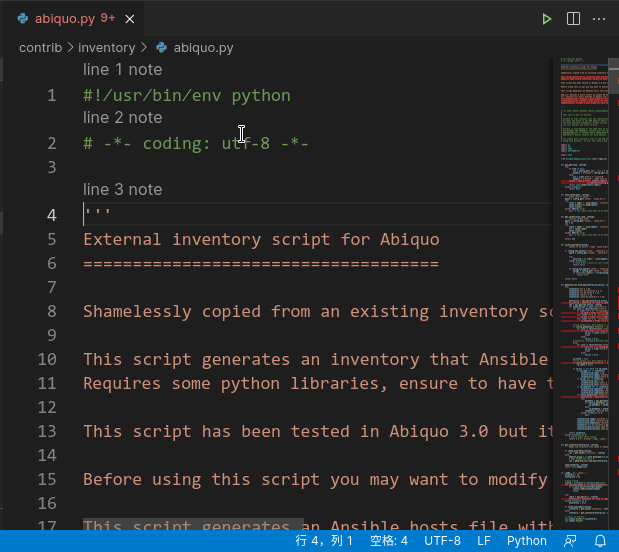 abiquo.py 9+
contrib > inventory > abiquo.py
line 1 note
1 #!/usr/bin/env python
line 2 note
2 # -*- coding: utf-8 -*-
3
line 3 note
4 '''
5 External inventory script for Abiquo
6 ====================================
7
8 Shamelessly copied from an existing inventory sc
9
10 This script generates an inventory that Ansible
11 Requires some python libraries, ensure to have t
12
13 This script has been tested in Abiquo 3.0 but it
14
15 Before using this script you may want to modify
16
17 This script generates an Ansible hosts file with
行 4，列 1 空格: 4 UTF-8 LF Python